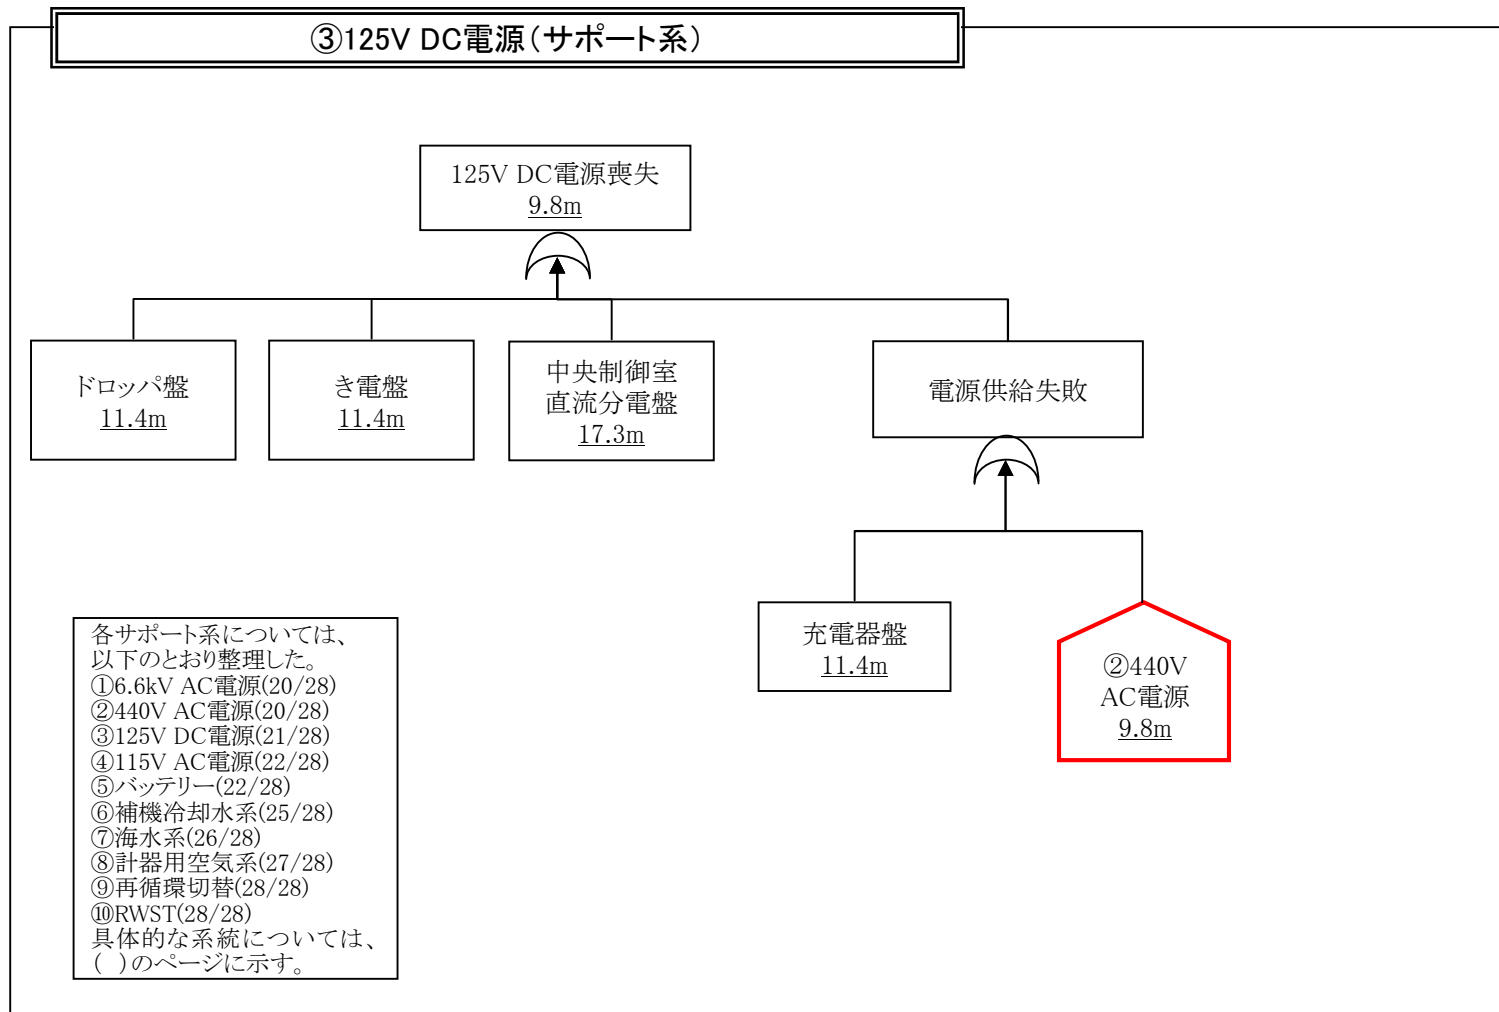 ③125V DC電源(サポート系)
125V DC電源喪失
9.8m
ドロッパ盤
11.4m
き電盤
11.4m
中央制御室
直流分電盤
17.3m
電源供給失敗
充電器盤
11.4m
②440V
AC電源
9.8m
各サポート系については、
以下のとおり整理した。
①6.6kV AC電源(20/28)
②440V AC電源(20/28)
③125V DC電源(21/28)
④115V AC電源(22/28)
⑤バッテリー(22/28)
⑥補機冷却水系(25/28)
⑦海水系(26/28)
⑧計器用空気系(27/28)
⑨再循環切替(28/28)
⑩RWST(28/28)
具体的な系統については、
( )のページに示す。